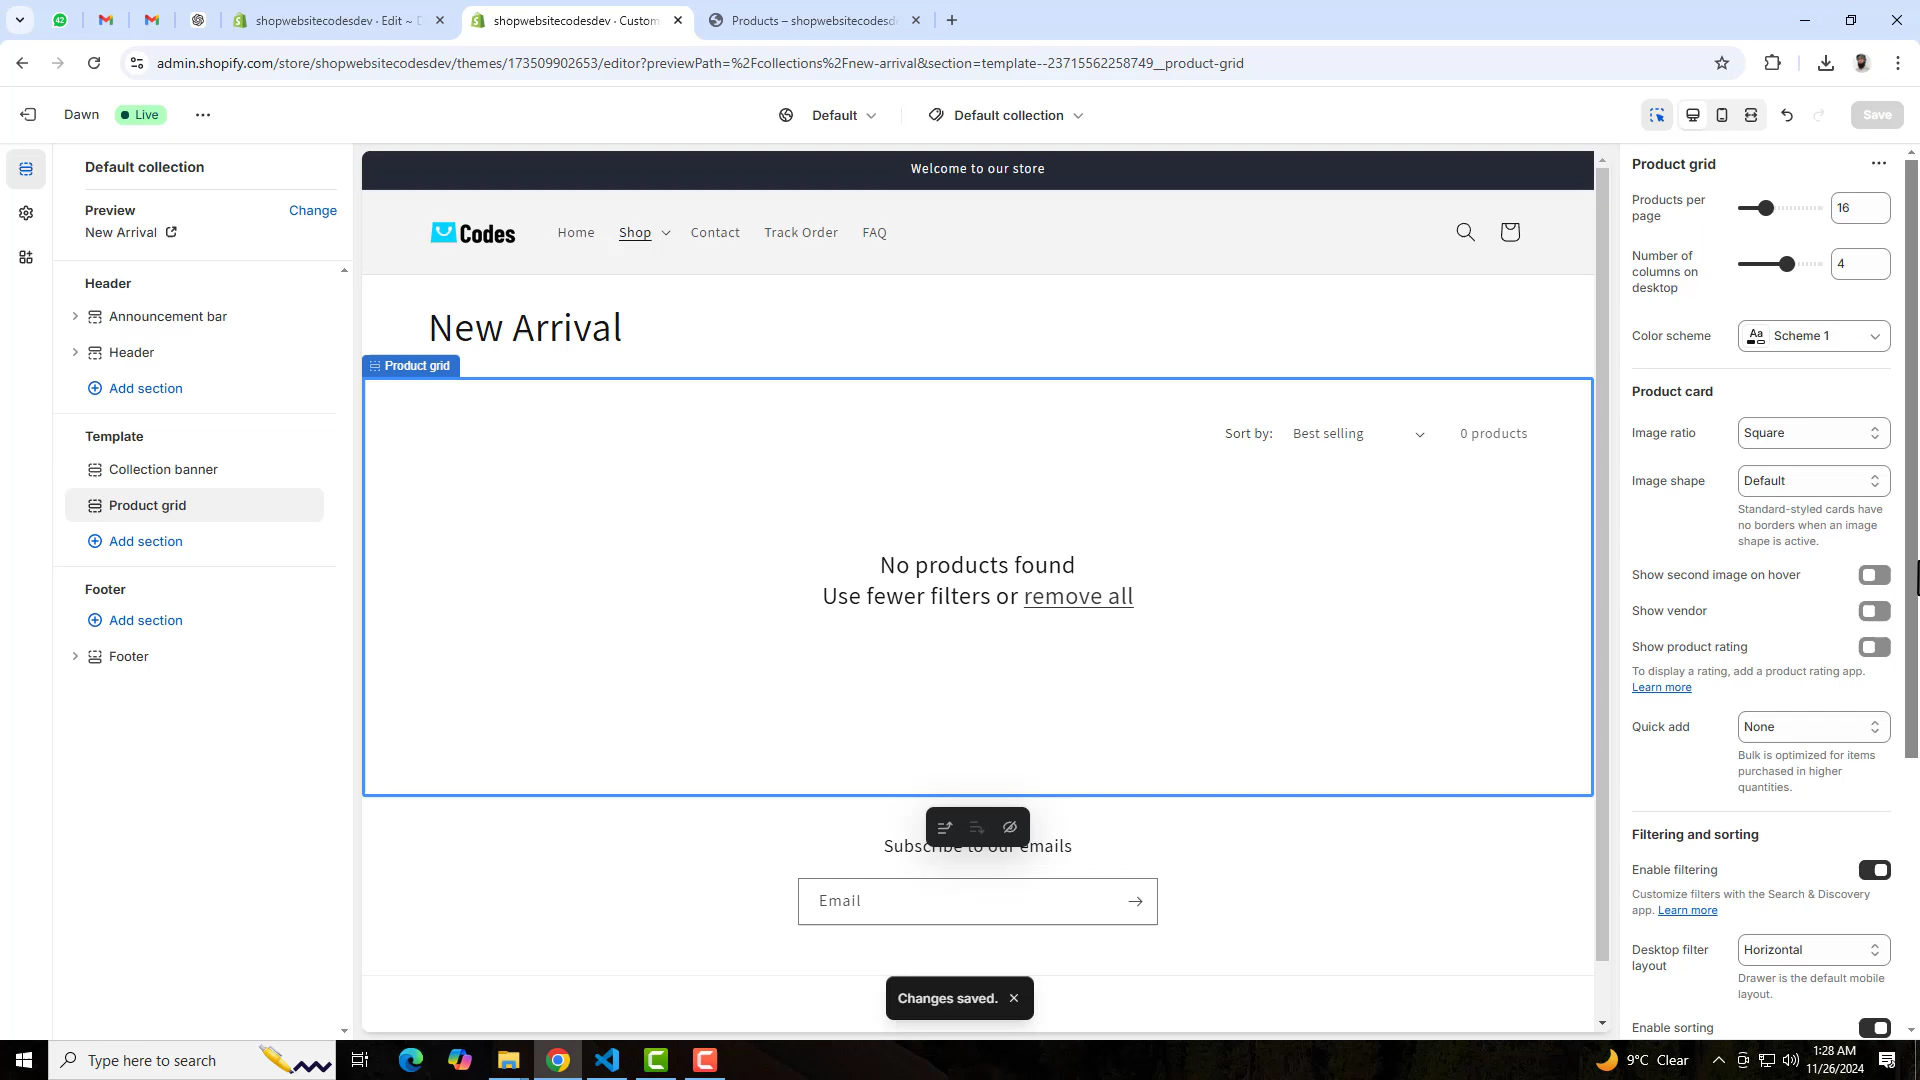 shopwebsitecodesdev · Edit ~ D
shopwebsitecodesdev · Custom
Products – shopwebsitecodesde
admin.shopify.com/store/shopwebsitecodesdev/themes/173509902653/editor?previewPath=%2Fcollections%2Fnew-arrival&section=template--23715562258749__product-grid
Dawn
Live
Default
Default collection
Save
Default collection
Preview
Change
New Arrival
Header
Announcement bar
Header
Add section
Template
Collection banner
Product grid
Add section
Footer
Add section
Footer
Welcome to our store
Codes
Home
Shop
Contact
Track Order
FAQ
New Arrival
Product grid
Sort by:
Best selling
0 products
No products found
Use fewer filters or remove all
Subscribe to our emails
Email
Changes saved.
Product grid
Products per
page
16
Number of
columns on
desktop
4
Color scheme
Aa
Scheme 1
Product card
Image ratio
Square
Image shape
Default
Standard-styled cards have
no borders when an image
shape is active.
Show second image on hover
Show vendor
Show product rating
To display a rating, add a product rating app.
Learn more
Quick add
None
Bulk is optimized for items
purchased in higher
quantities.
Filtering and sorting
Enable filtering
Customize filters with the Search & Discovery
app. Learn more
Desktop filter
layout
Horizontal
Drawer is the default mobile
layout.
Enable sorting
Type here to search
9°C Clear
1:28 AM
11/26/2024